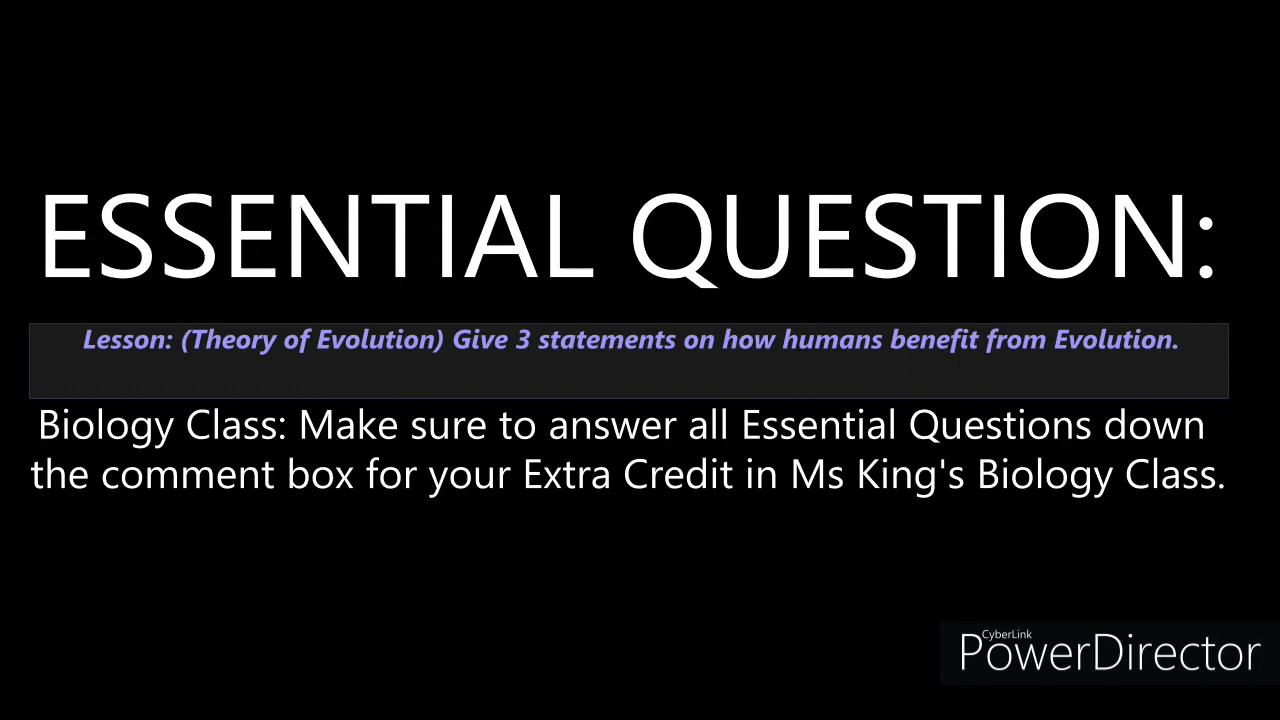 ESSENTIAL QUESTION:
Lesson: (Theory of Evolution) Give 3 statements on how humans benefit from Evolution.
Biology Class: Make sure to answer all Essential Questions down
the comment box for your Extra Credit in Ms King's Biology Class.
CyberLink
PowerDirector